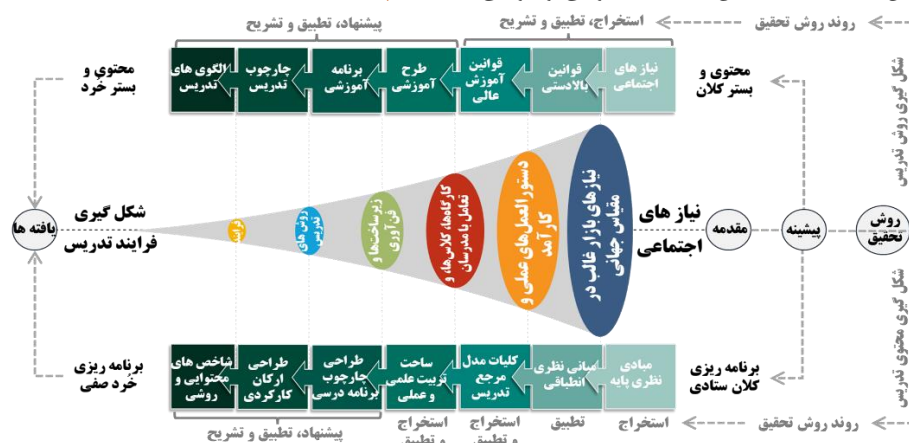 روند روش تحقیق
استخراج، تطبیق و تشریح
پیشنهاد، تطبیق و تشریح
شکل گیری روش تدریس
محتوی و
بستر کلان
نیاز های
اجتماعی
قوانین
بالادستی
قوانین
آموزش
عالی
طرح
آموزشی
برنامه
آموزشی
چارچوب
تدریس
الگوی های
تدریس
محتوی و
بستر خرد
روش
تحقیق
پیشینه
مقدمه
نیاز های
اجتماعی
نیازهای بازار غالب در
مقیاس جهانی
دستورالعمل‌های عملی و
کارآمد
کارگاه‌ها، کلاس‌ها، و
تعامل با مدرسان
زیرساخت‌ها و
فن‌آوری
روش های
تدریس
شکل گیری
فرایند تدریس
یافته ها
شکل گیری محتوی تدریس
برنامه ریزی
کلان ستادی
مبادی
نظری پایه
مبانی نظری
انطباقی
کلیات مدل
مرجع
تدریس
ساحت
تربیت علمی
و عملی
طراحی
چارچوب
برنامه درسی
طراحی
ارکان
کارکردی
شاخص های
محتوایی و
روشی
برنامه ریزی
خُرد صفی
روند روش تحقیق
استخراج
تطبیق
استخراج
و تطبیق
استخراج
و تطبیق
پیشنهاد، تطبیق و تشریح